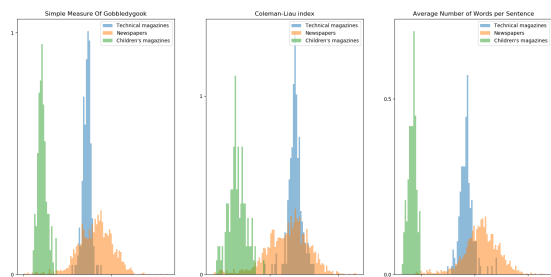 Simple Measure Of Gobbledygook
1
0
Technical magazines
Newspapers
Children's magazines
Coleman-Liau index
1
0
Technical magazines
Newspapers
Children's magazines
Average Number of Words per Sentence
0.5
0
Technical magazines
Newspapers
Children's magazines